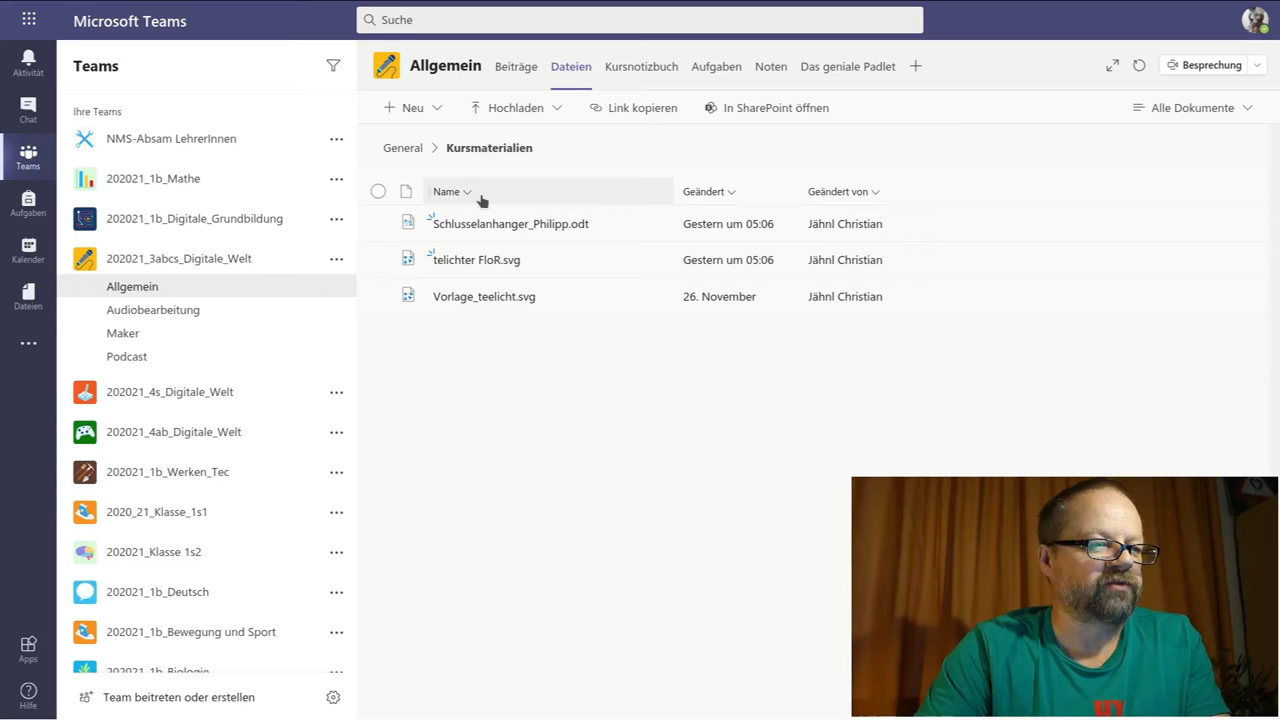 Microsoft Teams
Suche
Aktivität
Chat
Teams
Aufgaben
Kalender
Dateien
Apps
Hilfe
Teams
Ihre Teams
NMS-Absam LehrerInnen
202021_1b_Mathe
202021_1b_Digitale_Grundbildung
202021_3abcs_Digitale_Welt
Allgemein
Audiobearbeitung
Maker
Podcast
202021_4s_Digitale_Welt
202021_4ab_Digitale_Welt
202021_1b_Werken_Tec
2020_21_Klasse_1s1
202021_Klasse 1s2
202021_1b_Deutsch
202021_1b_Bewegung und Sport
202021_1b_Biologie
Team beitreten oder erstellen
Allgemein Beiträge Dateien Kursnotizbuch Aufgaben Noten Das geniale Padlet Besprechung
Neu Hochladen Link kopieren In SharePoint öffnen Alle Dokumente
General > Kursmaterialien
Name Geändert Geändert von
Schlusselanhanger_Philipp.odt Gestern um 05:06 Jähnl Christian
telichter FloR.svg Gestern um 05:06 Jähnl Christian
Vorlage_teelicht.svg 26. November Jähnl Christian